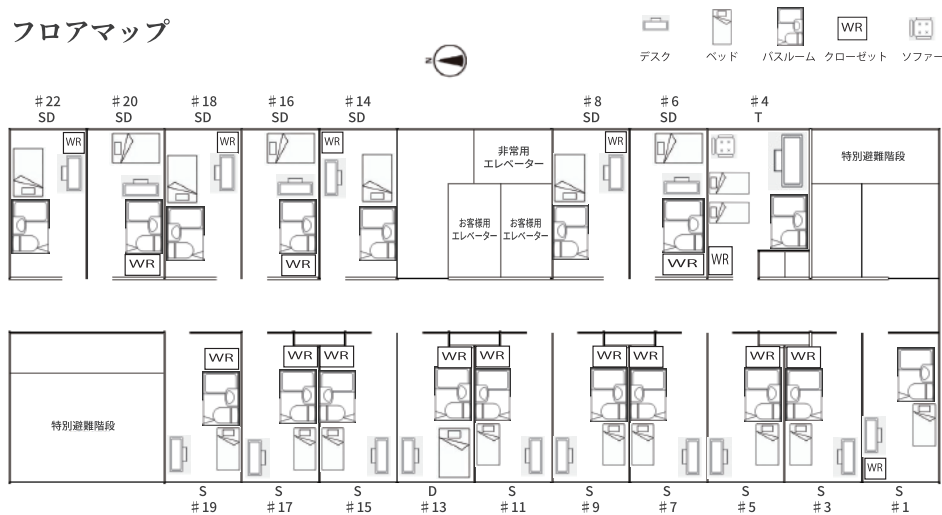 フロアマップ
WR
デスク
ベッド
バスルーム
クローゼット
ソファー
N
♯22
♯20
♯18
♯16
♯14
♯8
♯6
♯4
SD
SD
SD
SD
SD
SD
SD
T
WR
WR
WR
WR
非常用
エレベーター
特別避難階段
お客様用
エレベーター
お客様用
エレベーター
WR
WR
WR
WR
WR
WR
WR
WR
WR
WR
WR
WR
WR
特別避難階段
WR
S
S
S
D
S
S
S
S
S
S
♯19
♯17
♯15
♯13
♯11
♯9
♯7
♯5
♯3
♯1